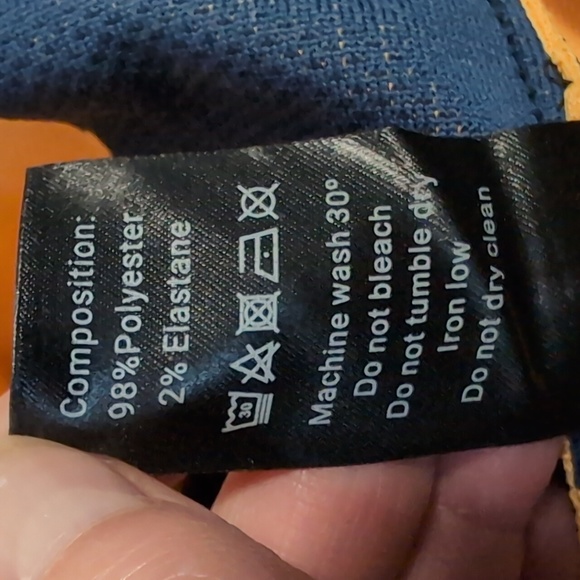 Composition:
98%Polyester
2% Elastane
30
Machine wash 30°
Do not bleach
Do not tumble dry
Iron low
Do not dry clean